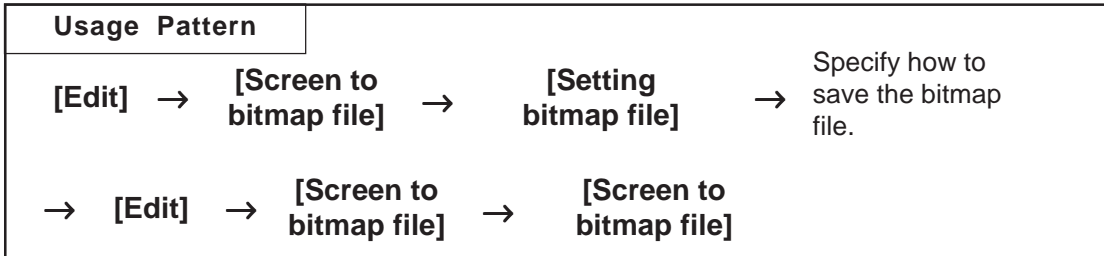 Usage Pattern
[Edit] → [Screen to bitmap file] → [Setting bitmap file] → Specify how to save the bitmap file.
→ [Edit] → [Screen to bitmap file] → [Screen to bitmap file]